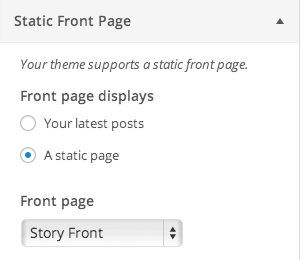 Static Front Page
Your theme supports a static front page.
Front page displays
Your latest posts
A static page
Front page
Story Front